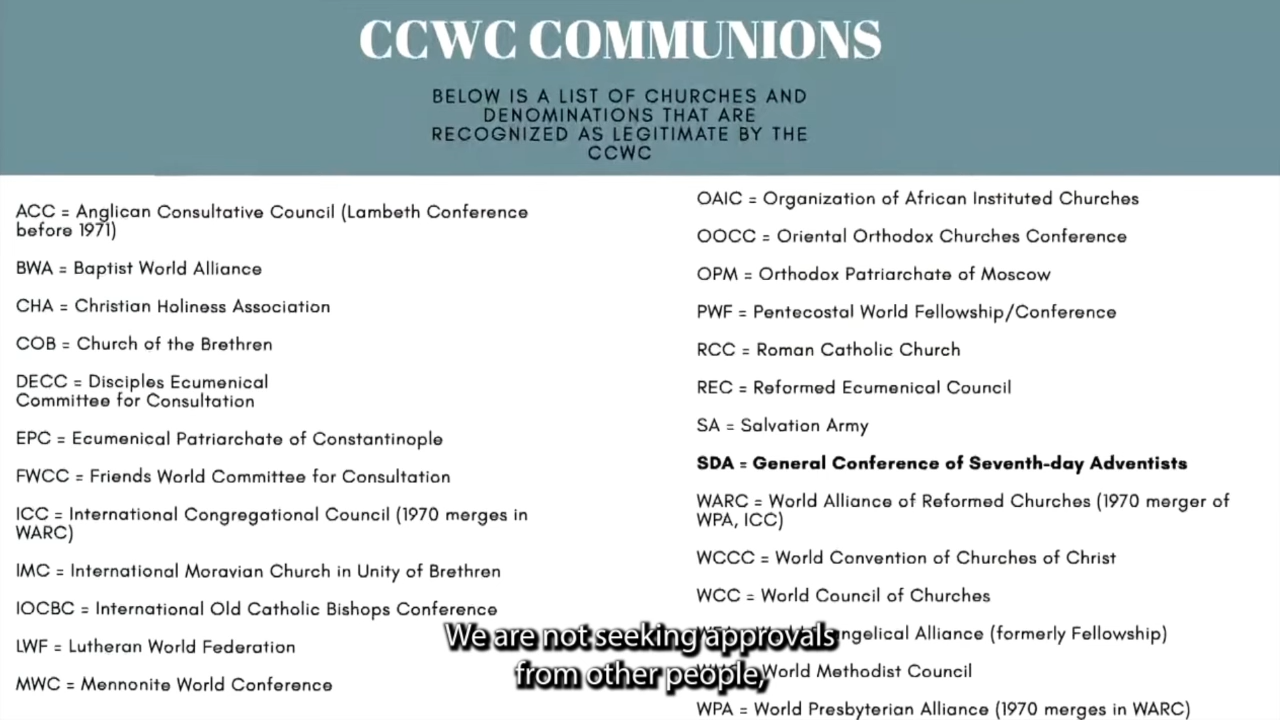 CCWC COMMUNIONS
BELOW IS A LIST OF CHURCHES AND
DENOMINATIONS THAT ARE
RECOGNIZED AS LEGITIMATE BY THE
CCWC
ACC = Anglican Consultative Council (Lambeth Conference
before 1971)
BWA = Baptist World Alliance
CHA = Christian Holiness Association
COB = Church of the Brethren
DECC = Disciples Ecumenical
Committee for Consultation
EPC = Ecumenical Patriarchate of Constantinople
FWCC = Friends World Committee for Consultation
ICC = International Congregational Council (1970 merges in
WARC)
IMC = International Moravian Church in Unity of Brethren
IOCBC = International Old Catholic Bishops Conference
LWF = Lutheran World Federation
MWC = Mennonite World Conference
OAIC = Organization of African Instituted Churches
OOCC = Oriental Orthodox Churches Conference
OPM = Orthodox Patriarchate of Moscow
PWF = Pentecostal World Fellowship/Conference
RCC = Roman Catholic Church
REC = Reformed Ecumenical Council
SA = Salvation Army
SDA = General Conference of Seventh-day Adventists
WARC = World Alliance of Reformed Churches (1970 merger of
WPA, ICC)
WCCC = World Convention of Churches of Christ
WCC = World Council of Churches
Alliance (formerly Fellowship)
World Methodist Council
WPA = World Presbyterian Alliance (1970 merges in WARC)
We are not seeking approvals
from other people,